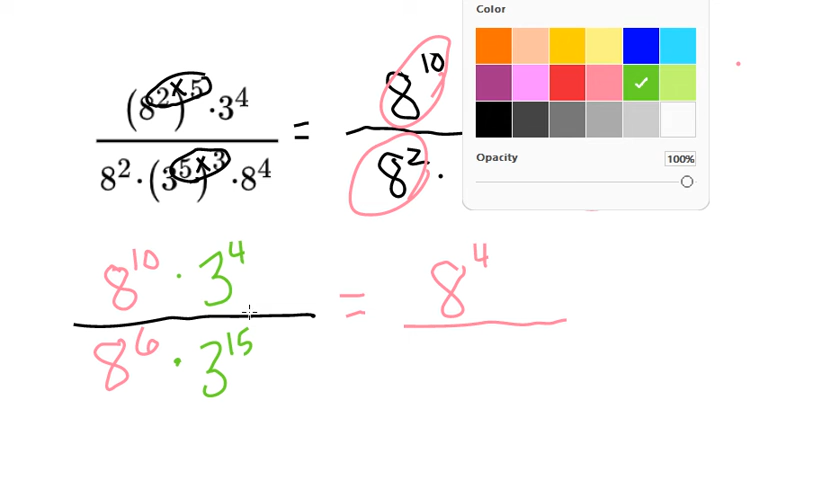 Color
(8^2×5) · 3^4 / 8^2 · (3^5×3) · 8^4 = 8^10 / 8^2 ·
Opacity 100%
8^10 · 3^4 / 8^6 · 3^15 = 8^4